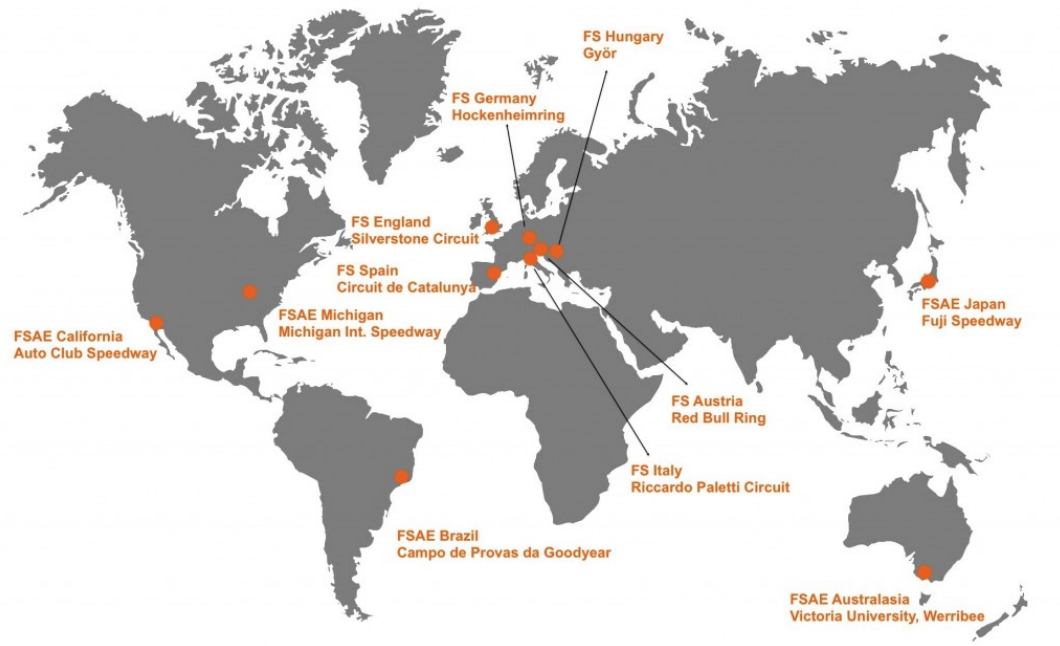 FS Hungary
Györ
FS Germany
Hockenheimring
FS England
Silverstone Circuit
FS Spain
Circuit de Catalunya
FSAE Michigan
Michigan Int. Speedway
FSAE California
Auto Club Speedway
FSAE Japan
Fuji Speedway
FS Austria
Red Bull Ring
FS Italy
Riccardo Paletti Circuit
FSAE Brazil
Campo de Provas da Goodyear
FSAE Australasia
Victoria University, Werribee